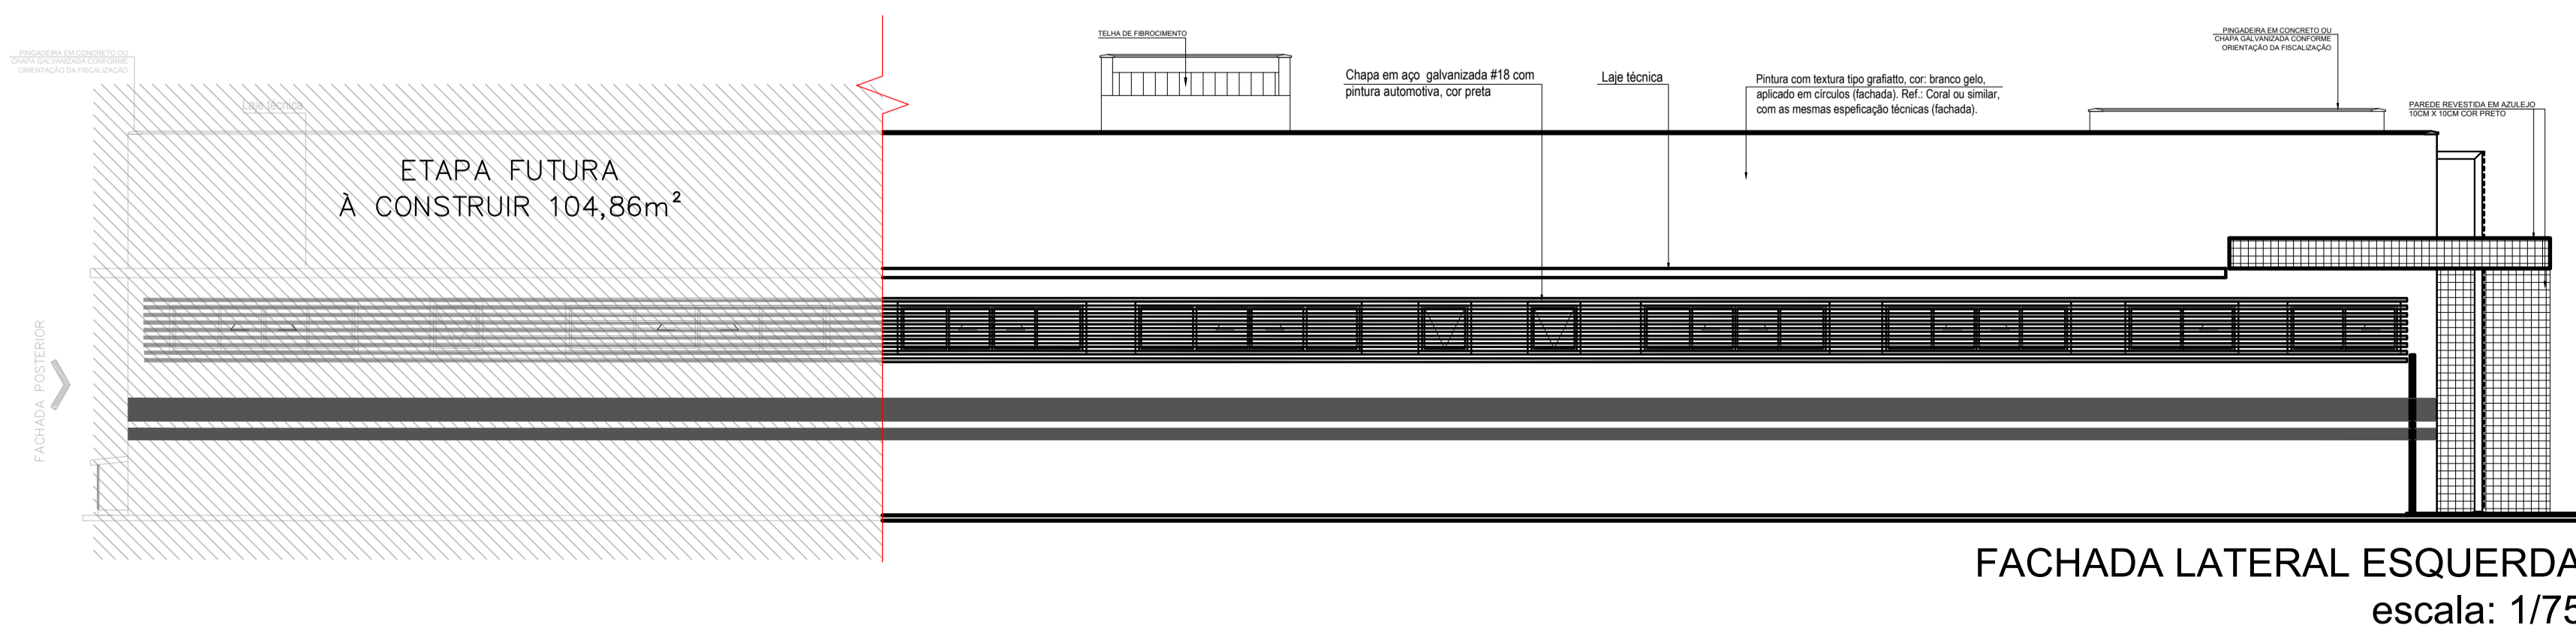 PINGADEIRA EM CONCRETO OU
CHAPA GALVANIZADA CONFORME
ORIENTAÇÃO DA FISCALIZAÇÃO
Laje técnica
ETAPA FUTURA
À CONSTRUIR 104,86m²
FACHADA POSTERIOR
TELHA DE FIBROCIMENTO
Chapa em aço galvanizada #18 com
pintura automotiva, cor preta
Laje técnica
Pintura com textura tipo grafiatto, cor: branco gelo,
aplicado em círculos (fachada). Ref.: Coral ou similar,
com as mesmas espeficação técnicas (fachada).
PINGADEIRA EM CONCRETO OU
CHAPA GALVANIZADA CONFORME
ORIENTAÇÃO DA FISCALIZAÇÃO
PAREDE REVESTIDA EM AZULEJO
10CM X 10CM COR PRETO
FACHADA LATERAL ESQUERDA
escala: 1/75